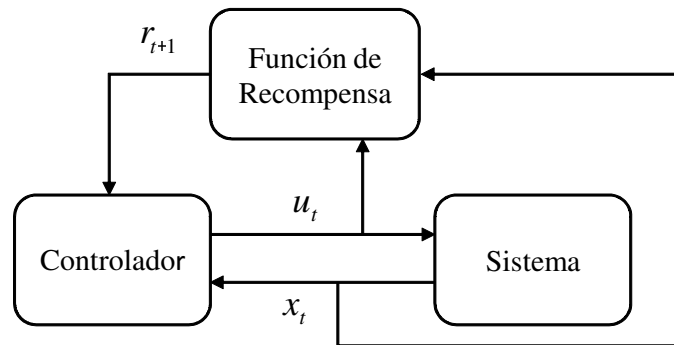 r_{t+1}
Función de
Recompensa
u_t
Controlador
Sistema
x_t